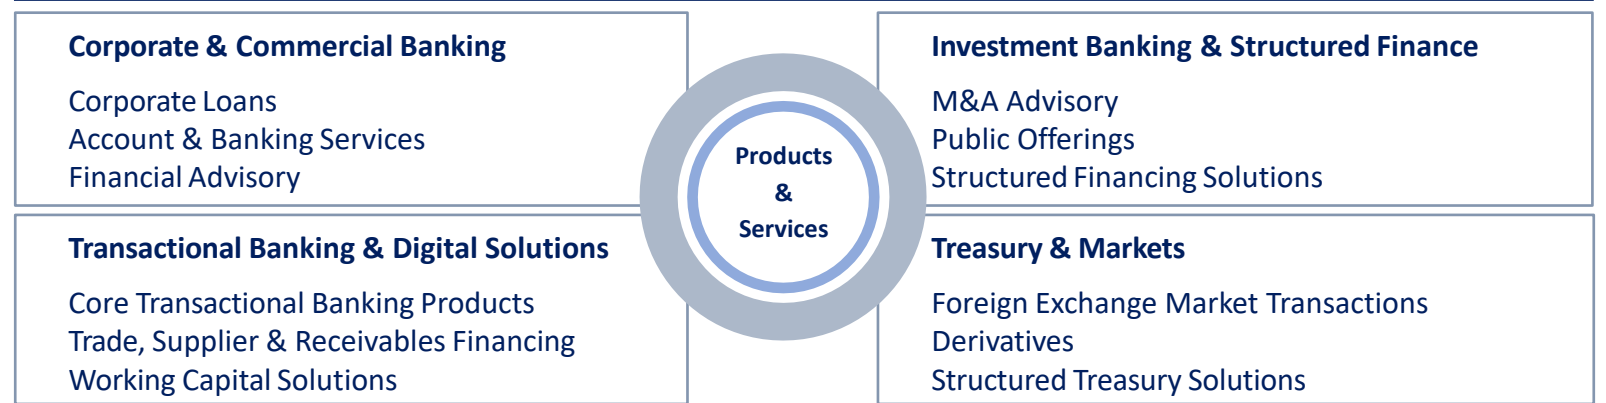 Corporate & Commercial Banking
Corporate Loans
Account & Banking Services
Financial Advisory
Investment Banking & Structured Finance
M&A Advisory
Public Offerings
Structured Financing Solutions
Products
&
Services
Transactional Banking & Digital Solutions
Core Transactional Banking Products
Trade, Supplier & Receivables Financing
Working Capital Solutions
Treasury & Markets
Foreign Exchange Market Transactions
Derivatives
Structured Treasury Solutions